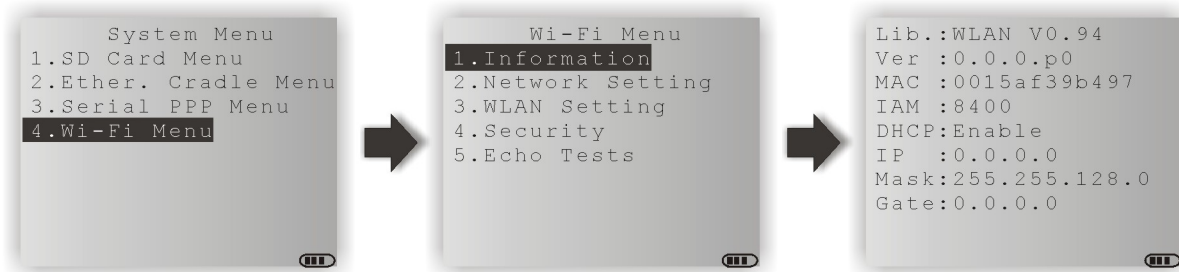 System Menu
1.SD Card Menu
2.Ether. Cradle Menu
3.Serial PPP Menu
4.Wi-Fi Menu
Wi-Fi Menu
1.Information
2.Network Setting
3.WLAN Setting
4.Security
5.Echo Tests
Lib.:WLAN V0.94
Ver :0.0.0.p0
MAC :0015af39b497
IAM :8400
DHCP:Enable
IP  :0.0.0.0
Mask:255.255.128.0
Gate:0.0.0.0